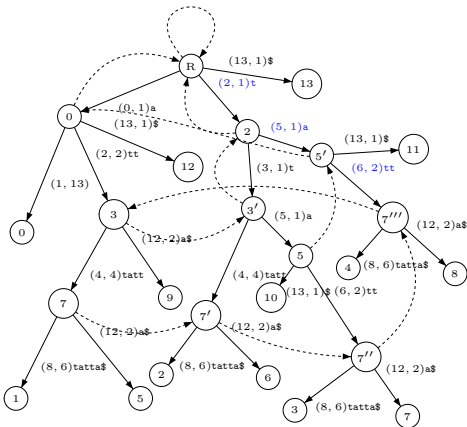 R
(13, 1)$
(2, 1)t
13
(0, 1)a
0
(13, 1)$
(5, 1)a
2
(13, 1)$
11
5′
(2, 2)tt
12
(3, 1)t
(6, 2)tt
(1, 13)
3
3′
(5, 1)a
7′′′
(12, 2)a$
0
(12, 2)a$
5
4
(8, 6)tatta$
8
(4, 4)tatt
9
(4, 4)tatt
10
(13, 1)$
(6, 2)tt
7
(12, 2)a$
7′
(12, 2)a$
7′′
(12, 2)a$
(8, 6)tatta$
2
(8, 6)tatta$
6
1
5
3
(8, 6)tatta$
7